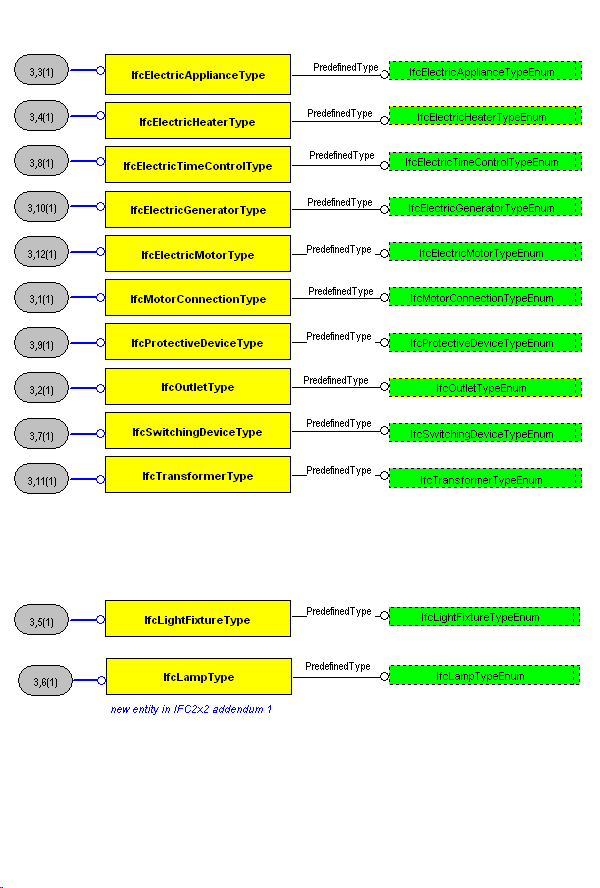 3,3(1) IfcElectricApplianceType PredefinedType IfcElectricApplianceTypeEnum
3,4(1) IfcElectricHeaterType PredefinedType IfcElectricHeaterTypeEnum
3,8(1) IfcElectricTimeControlType PredefinedType IfcElectricTimeControlTypeEnum
3,10(1) IfcElectricGeneratorType PredefinedType IfcElectricGeneratorTypeEnum
3,12(1) IfcElectricMotorType PredefinedType IfcElectricMotorTypeEnum
3,1(1) IfcMotorConnectionType PredefinedType IfcMotorConnectionTypeEnum
3,9(1) IfcProtectiveDeviceType PredefinedType IfcProtectiveDeviceTypeEnum
3,2(1) IfcOutletType PredefinedType IfcOutletTypeEnum
3,7(1) IfcSwitchingDeviceType PredefinedType IfcSwitchingDeviceTypeEnum
3,11(1) IfcTransformerType PredefinedType IfcTransformerTypeEnum
3,5(1) IfcLightFixtureType PredefinedType IfcLightFixtureTypeEnum
3,6(1) IfcLampType PredefinedType IfcLampTypeEnum
new entity in IFC2x2 addendum 1